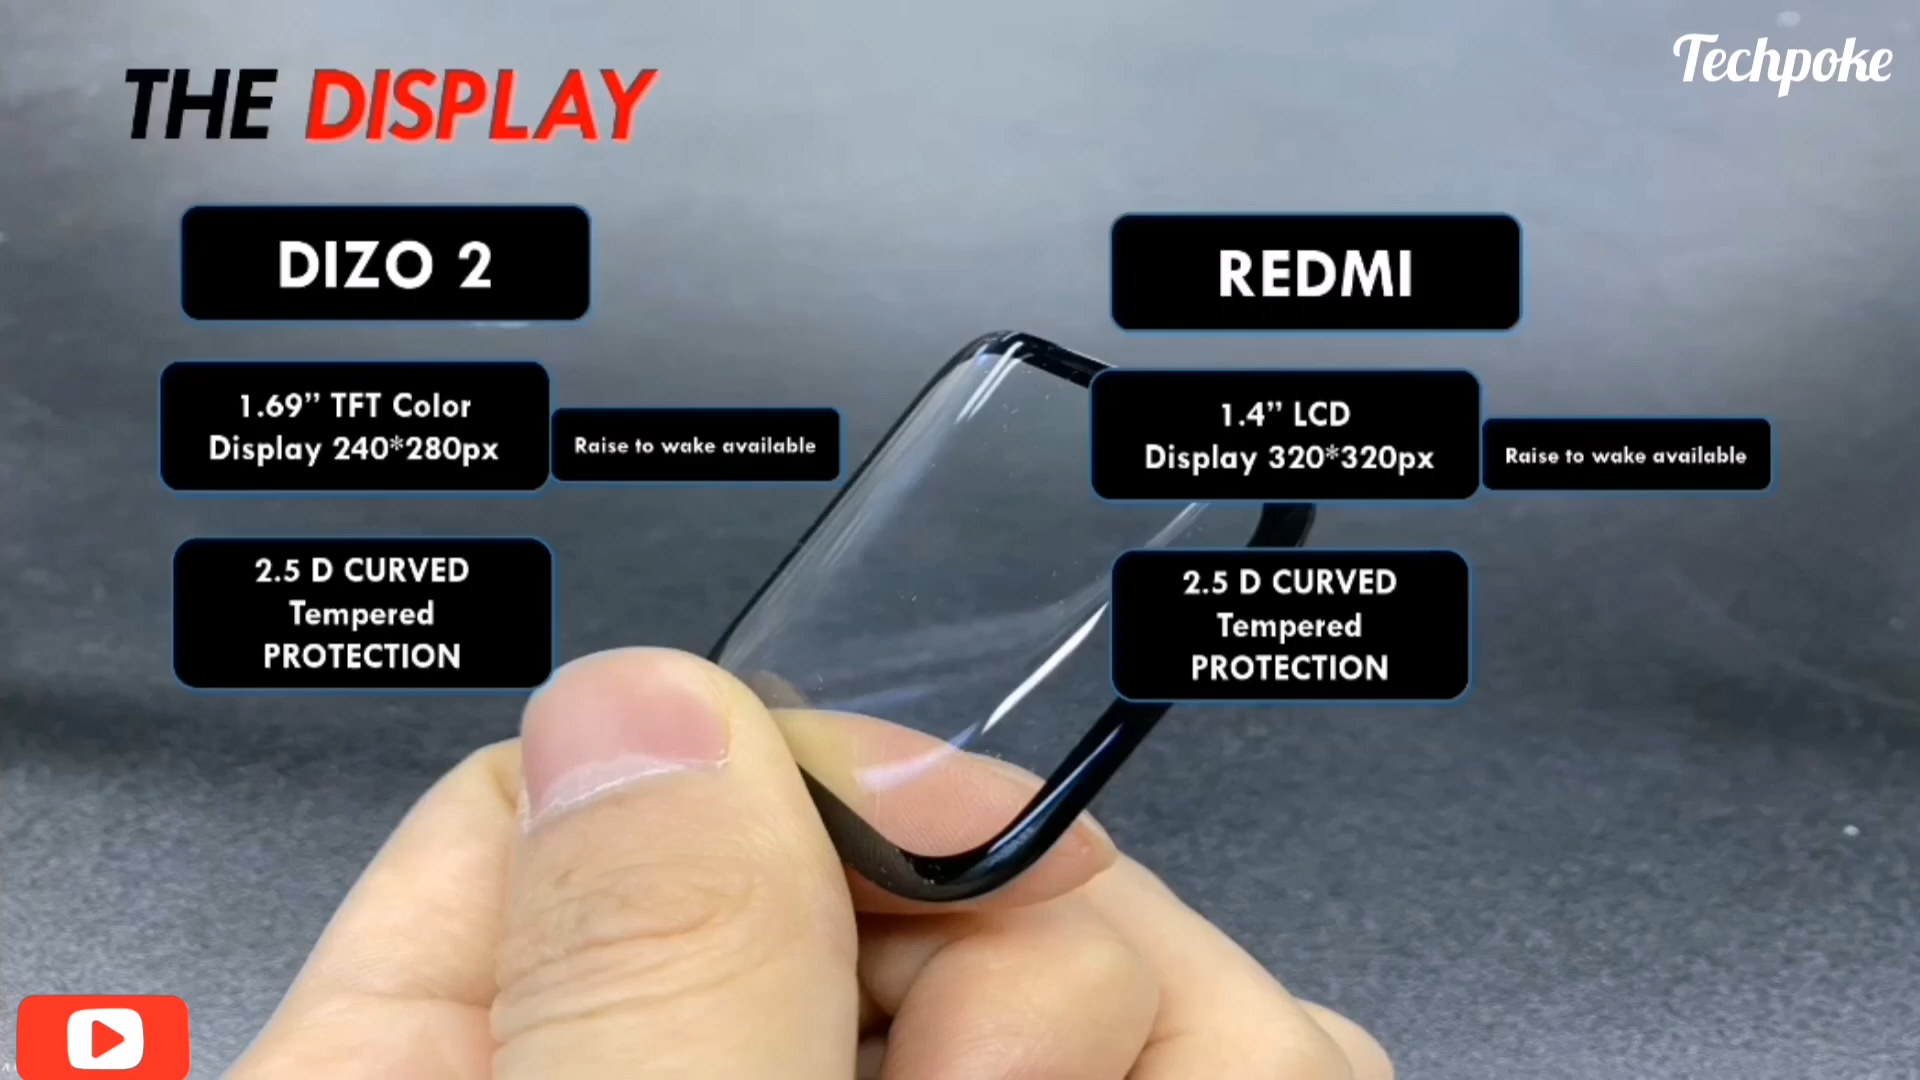 Techpoke
THE DISPLAY
DIZO 2
REDMI
1.69” TFT Color
Display 240*280px
Raise to wake available
1.4” LCD
Display 320*320px
Raise to wake available
2.5 D CURVED
Tempered
PROTECTION
2.5 D CURVED
Tempered
PROTECTION